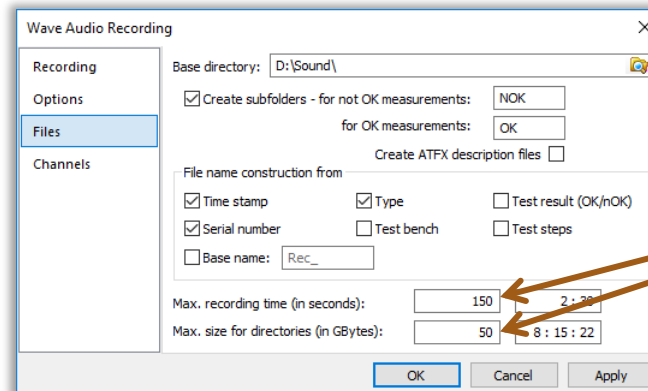 Wave Audio Recording
Recording
Options
Files
Channels
Base directory: D:\Sound\
Create subfolders - for not OK measurements: NOK
for OK measurements: OK
Create ATFX description files
File name construction from
Time stamp Type Test result (OK/nOK)
Serial number Test bench Test steps
Base name: Rec_
Max. recording time (in seconds): 150
Max. size for directories (in GBytes): 50 8 : 15 : 22
OK Cancel Apply